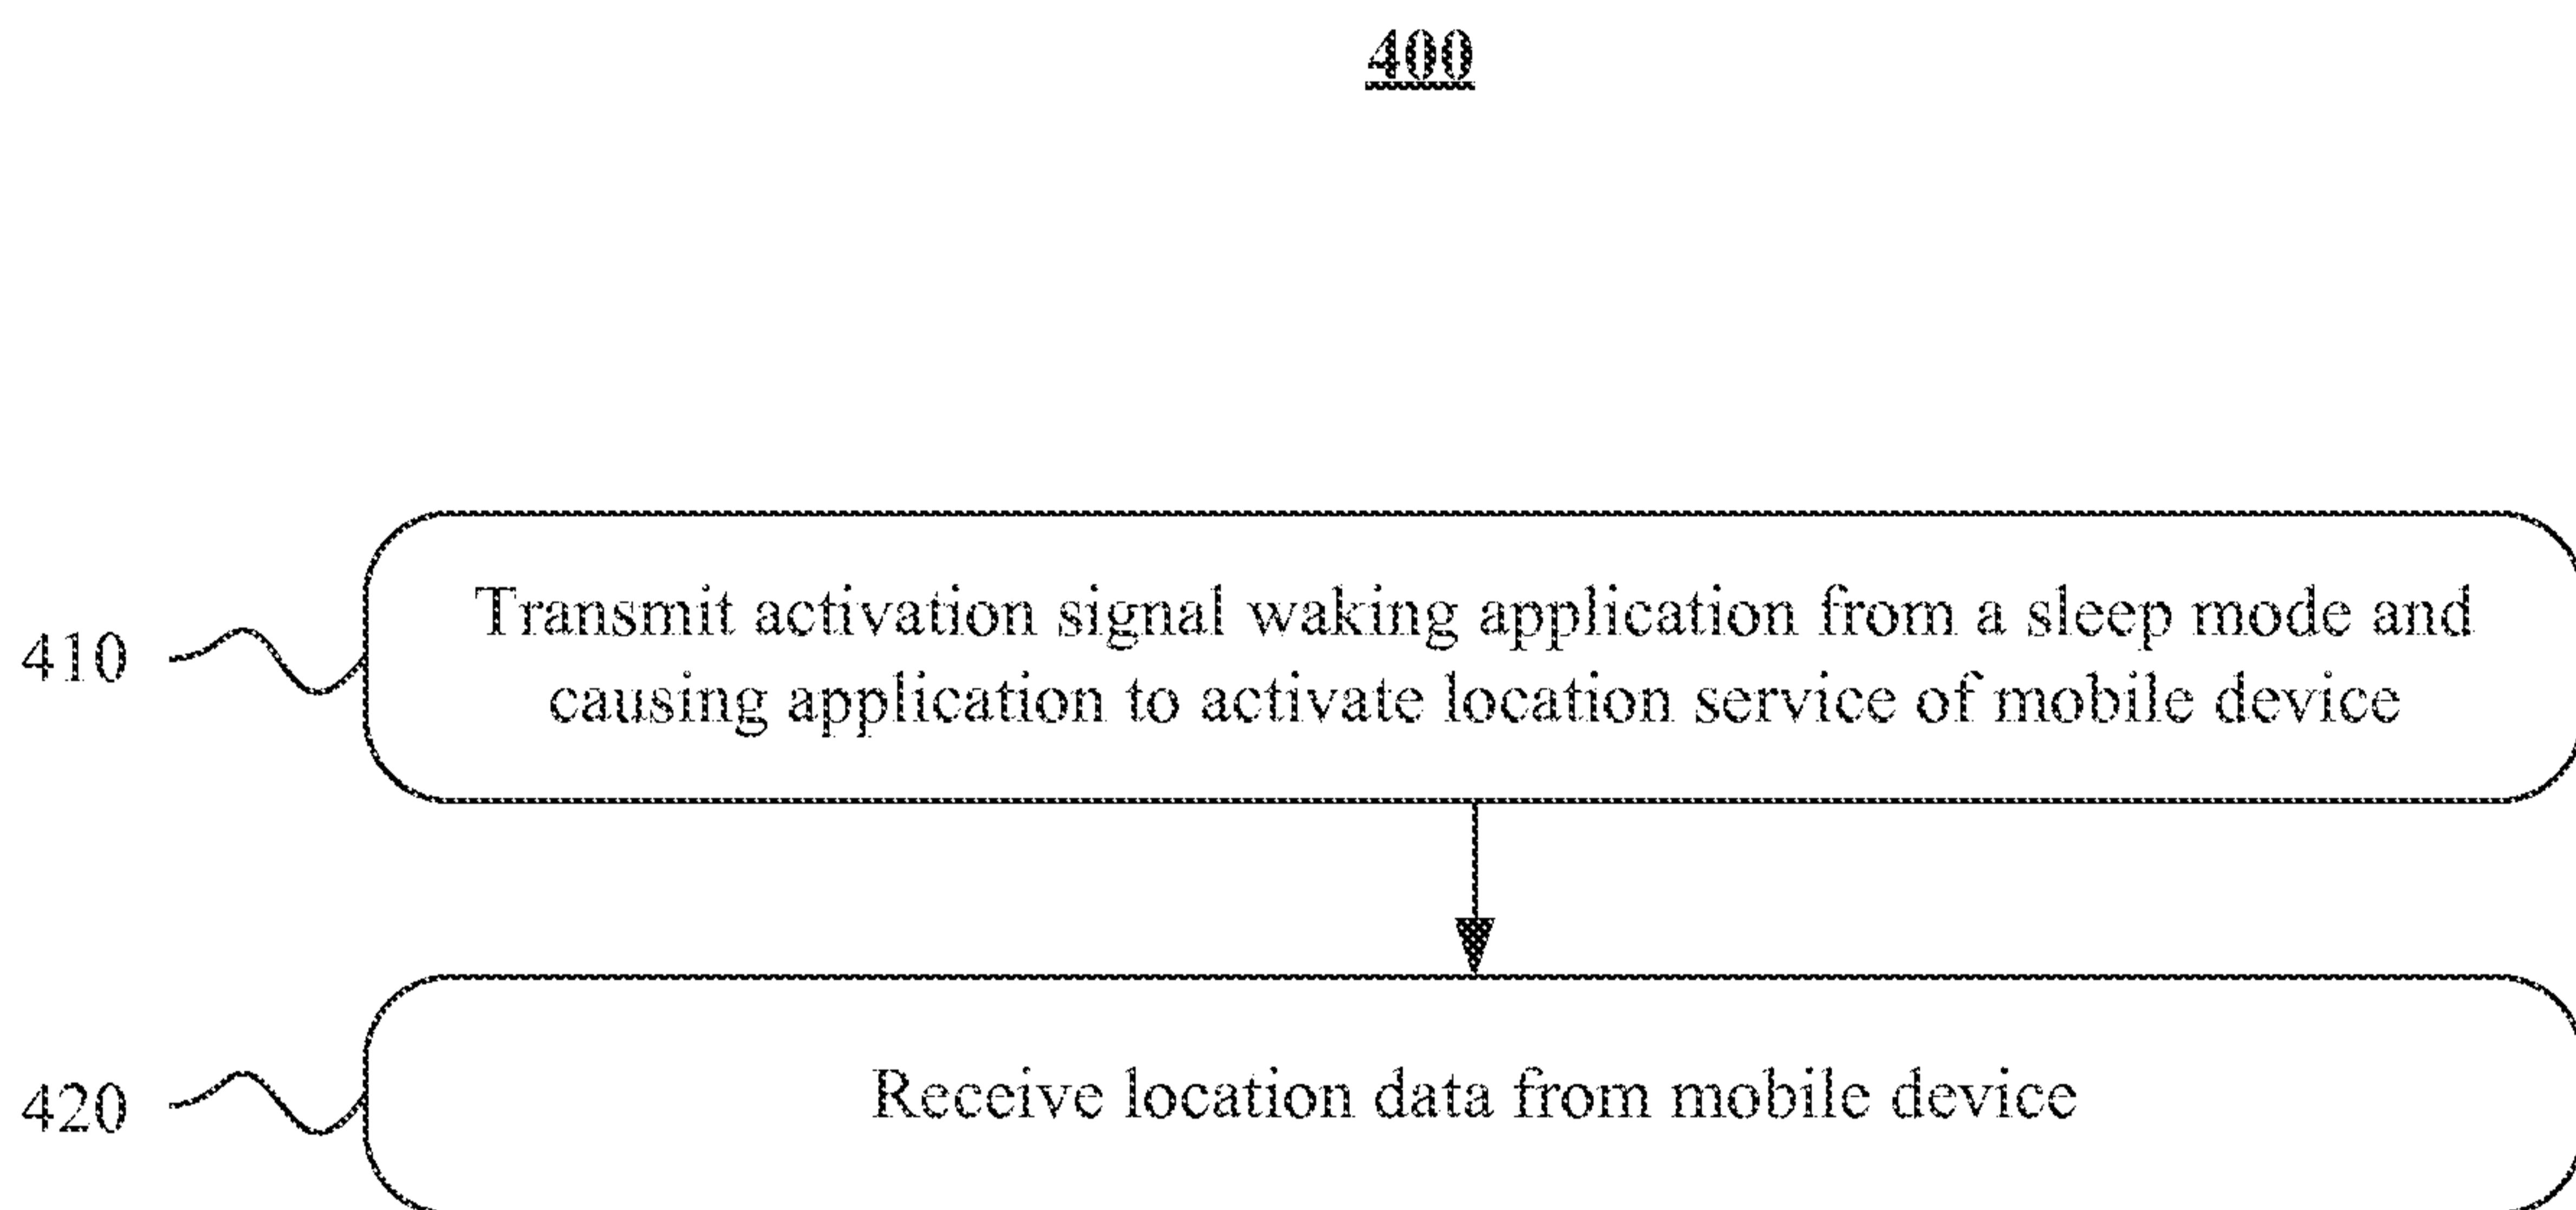 400
Transmit activation signal waking application from a sleep mode and
410
causing application to activate location service of mobile device
Receive location data from mobile device
420